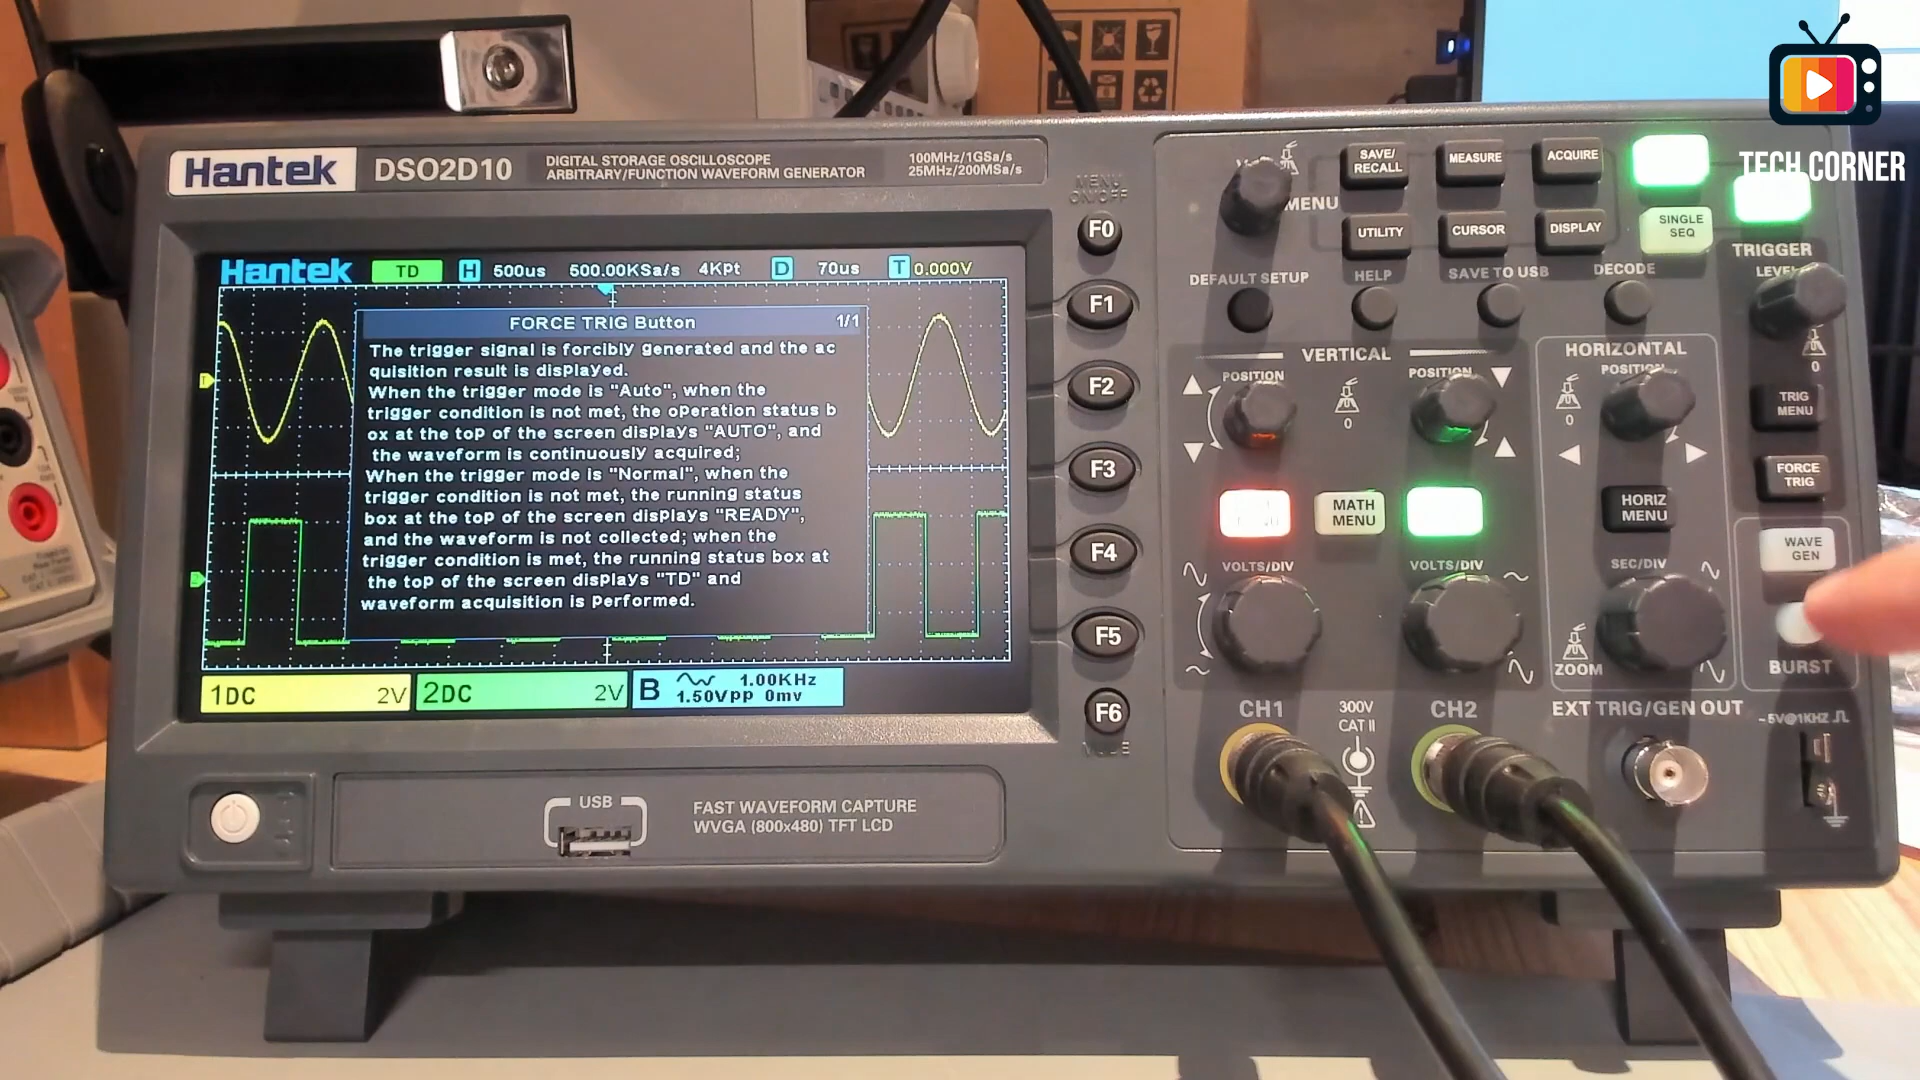 TECH CORNER
Hantek DSO2D10
DIGITAL STORAGE OSCILLOSCOPE
ARBITRARY/FUNCTION WAVEFORM GENERATOR
100MHz/1GSa/s
25MHz/200MSa/s
MENU
ON/OFF
F0
F1
F2
F3
F4
F5
F6
Hantek TD H 500us 500.00KSa/s 4KPt D 70us T 0.000V
FORCE TRIG Button 1/1
The trigger signal is forcibly generated and the ac
quisition result is displayed.
When the trigger mode is "Auto", when the
trigger condition is not met, the operation status b
ox at the top of the screen displays "AUTO", and
the waveform is continuously acquired;
When the trigger mode is "Normal", when the
trigger condition is not met, the running status
box at the top of the screen displays "READY",
and the waveform is not collected; when the
trigger condition is met, the running status box at
the top of the screen displays "TD" and
waveform acquisition is Performed.
1DC 2V
2DC 2V
B 1.00KHz
1.50Vpp 0mv
USB
FAST WAVEFORM CAPTURE
WVGA (800x480) TFT LCD
MENU
SAVE/
RECALL
MEASURE
ACQUIRE
UTILITY
CURSOR
DISPLAY
SINGLE
SEQ
DEFAULT SETUP
HELP
SAVE TO USB
DECODE
TRIGGER
LEVEL
0
TRIG
MENU
FORCE
TRIG
VERTICAL
POSITION
POSITION
0
MATH
MENU
VOLTS/DIV
VOLTS/DIV
HORIZONTAL
POSITION
0
HORIZ
MENU
SEC/DIV
ZOOM
WAVE
GEN
BURST
CH1
300V
CAT II
CH2
EXT TRIG/GEN OUT
~5V@1KHZ